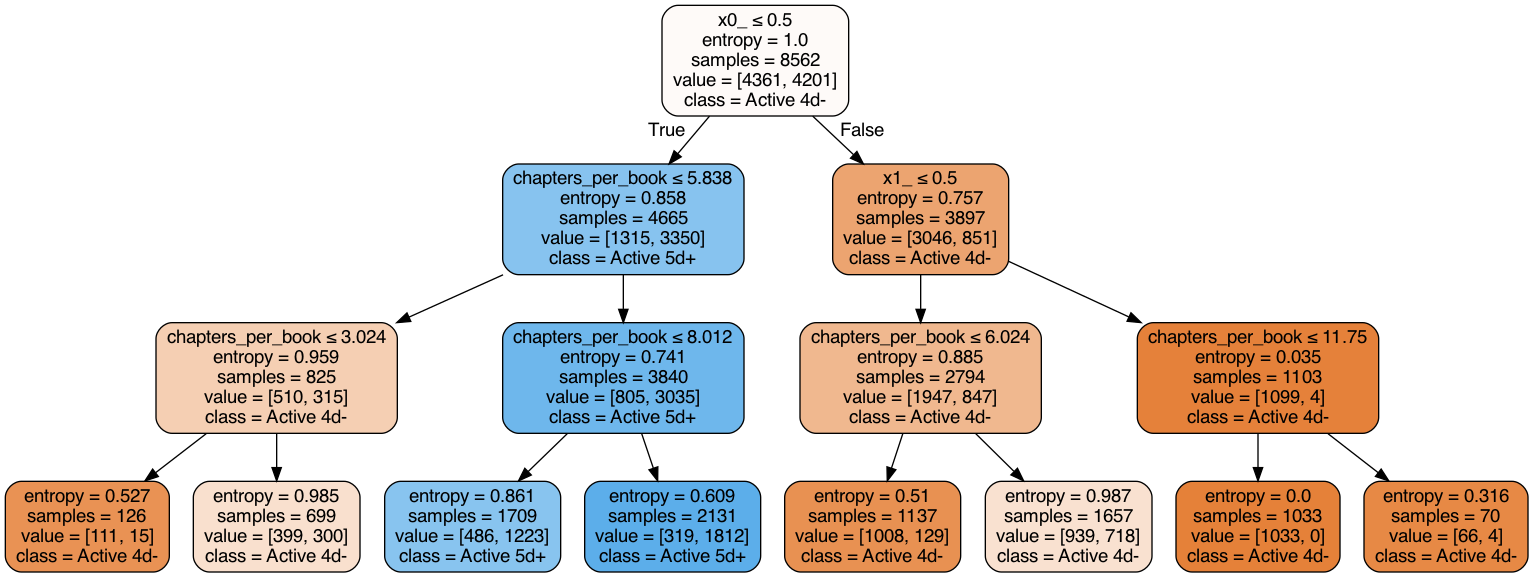 x0_ ≤ 0.5
entropy = 1.0
samples = 8562
value = [4361, 4201]
class = Active 4d-
True
False
chapters_per_book ≤ 5.838
entropy = 0.858
samples = 4665
value = [1315, 3350]
class = Active 5d+
x1_ ≤ 0.5
entropy = 0.757
samples = 3897
value = [3046, 851]
class = Active 4d-
chapters_per_book ≤ 3.024
entropy = 0.959
samples = 825
value = [510, 315]
class = Active 4d-
chapters_per_book ≤ 8.012
entropy = 0.741
samples = 3840
value = [805, 3035]
class = Active 5d+
chapters_per_book ≤ 6.024
entropy = 0.885
samples = 2794
value = [1947, 847]
class = Active 4d-
chapters_per_book ≤ 11.75
entropy = 0.035
samples = 1103
value = [1099, 4]
class = Active 4d-
entropy = 0.527
samples = 126
value = [111, 15]
class = Active 4d-
entropy = 0.985
samples = 699
value = [399, 300]
class = Active 4d-
entropy = 0.861
samples = 1709
value = [486, 1223]
class = Active 5d+
entropy = 0.609
samples = 2131
value = [319, 1812]
class = Active 5d+
entropy = 0.51
samples = 1137
value = [1008, 129]
class = Active 4d-
entropy = 0.987
samples = 1657
value = [939, 718]
class = Active 4d-
entropy = 0.0
samples = 1033
value = [1033, 0]
class = Active 4d-
entropy = 0.316
samples = 70
value = [66, 4]
class = Active 4d-